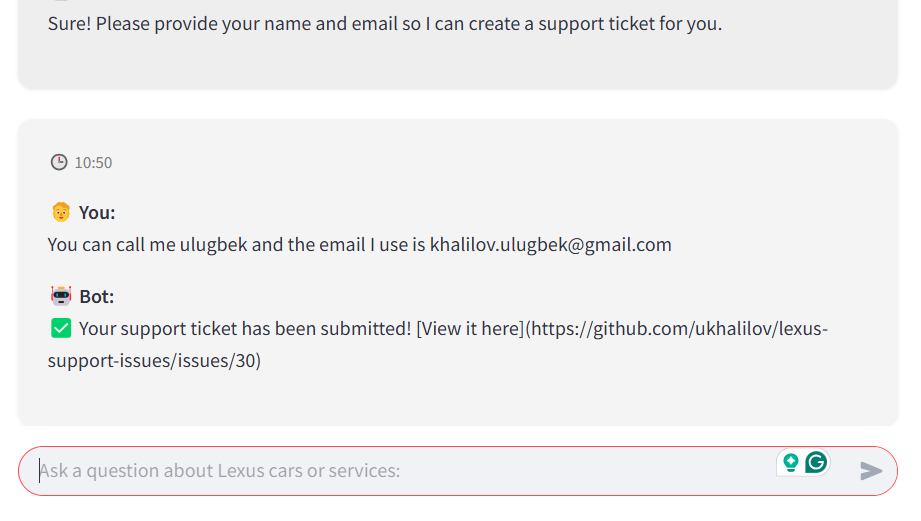 Sure! Please provide your name and email so I can create a support ticket for you.
10:50
You:
You can call me ulugbek and the email I use is khalilov.ulugbek@gmail.com
Bot:
Your support ticket has been submitted! [View it here](https://github.com/ukhalilov/lexus-
support-issues/issues/30)
Ask a question about Lexus cars or services: